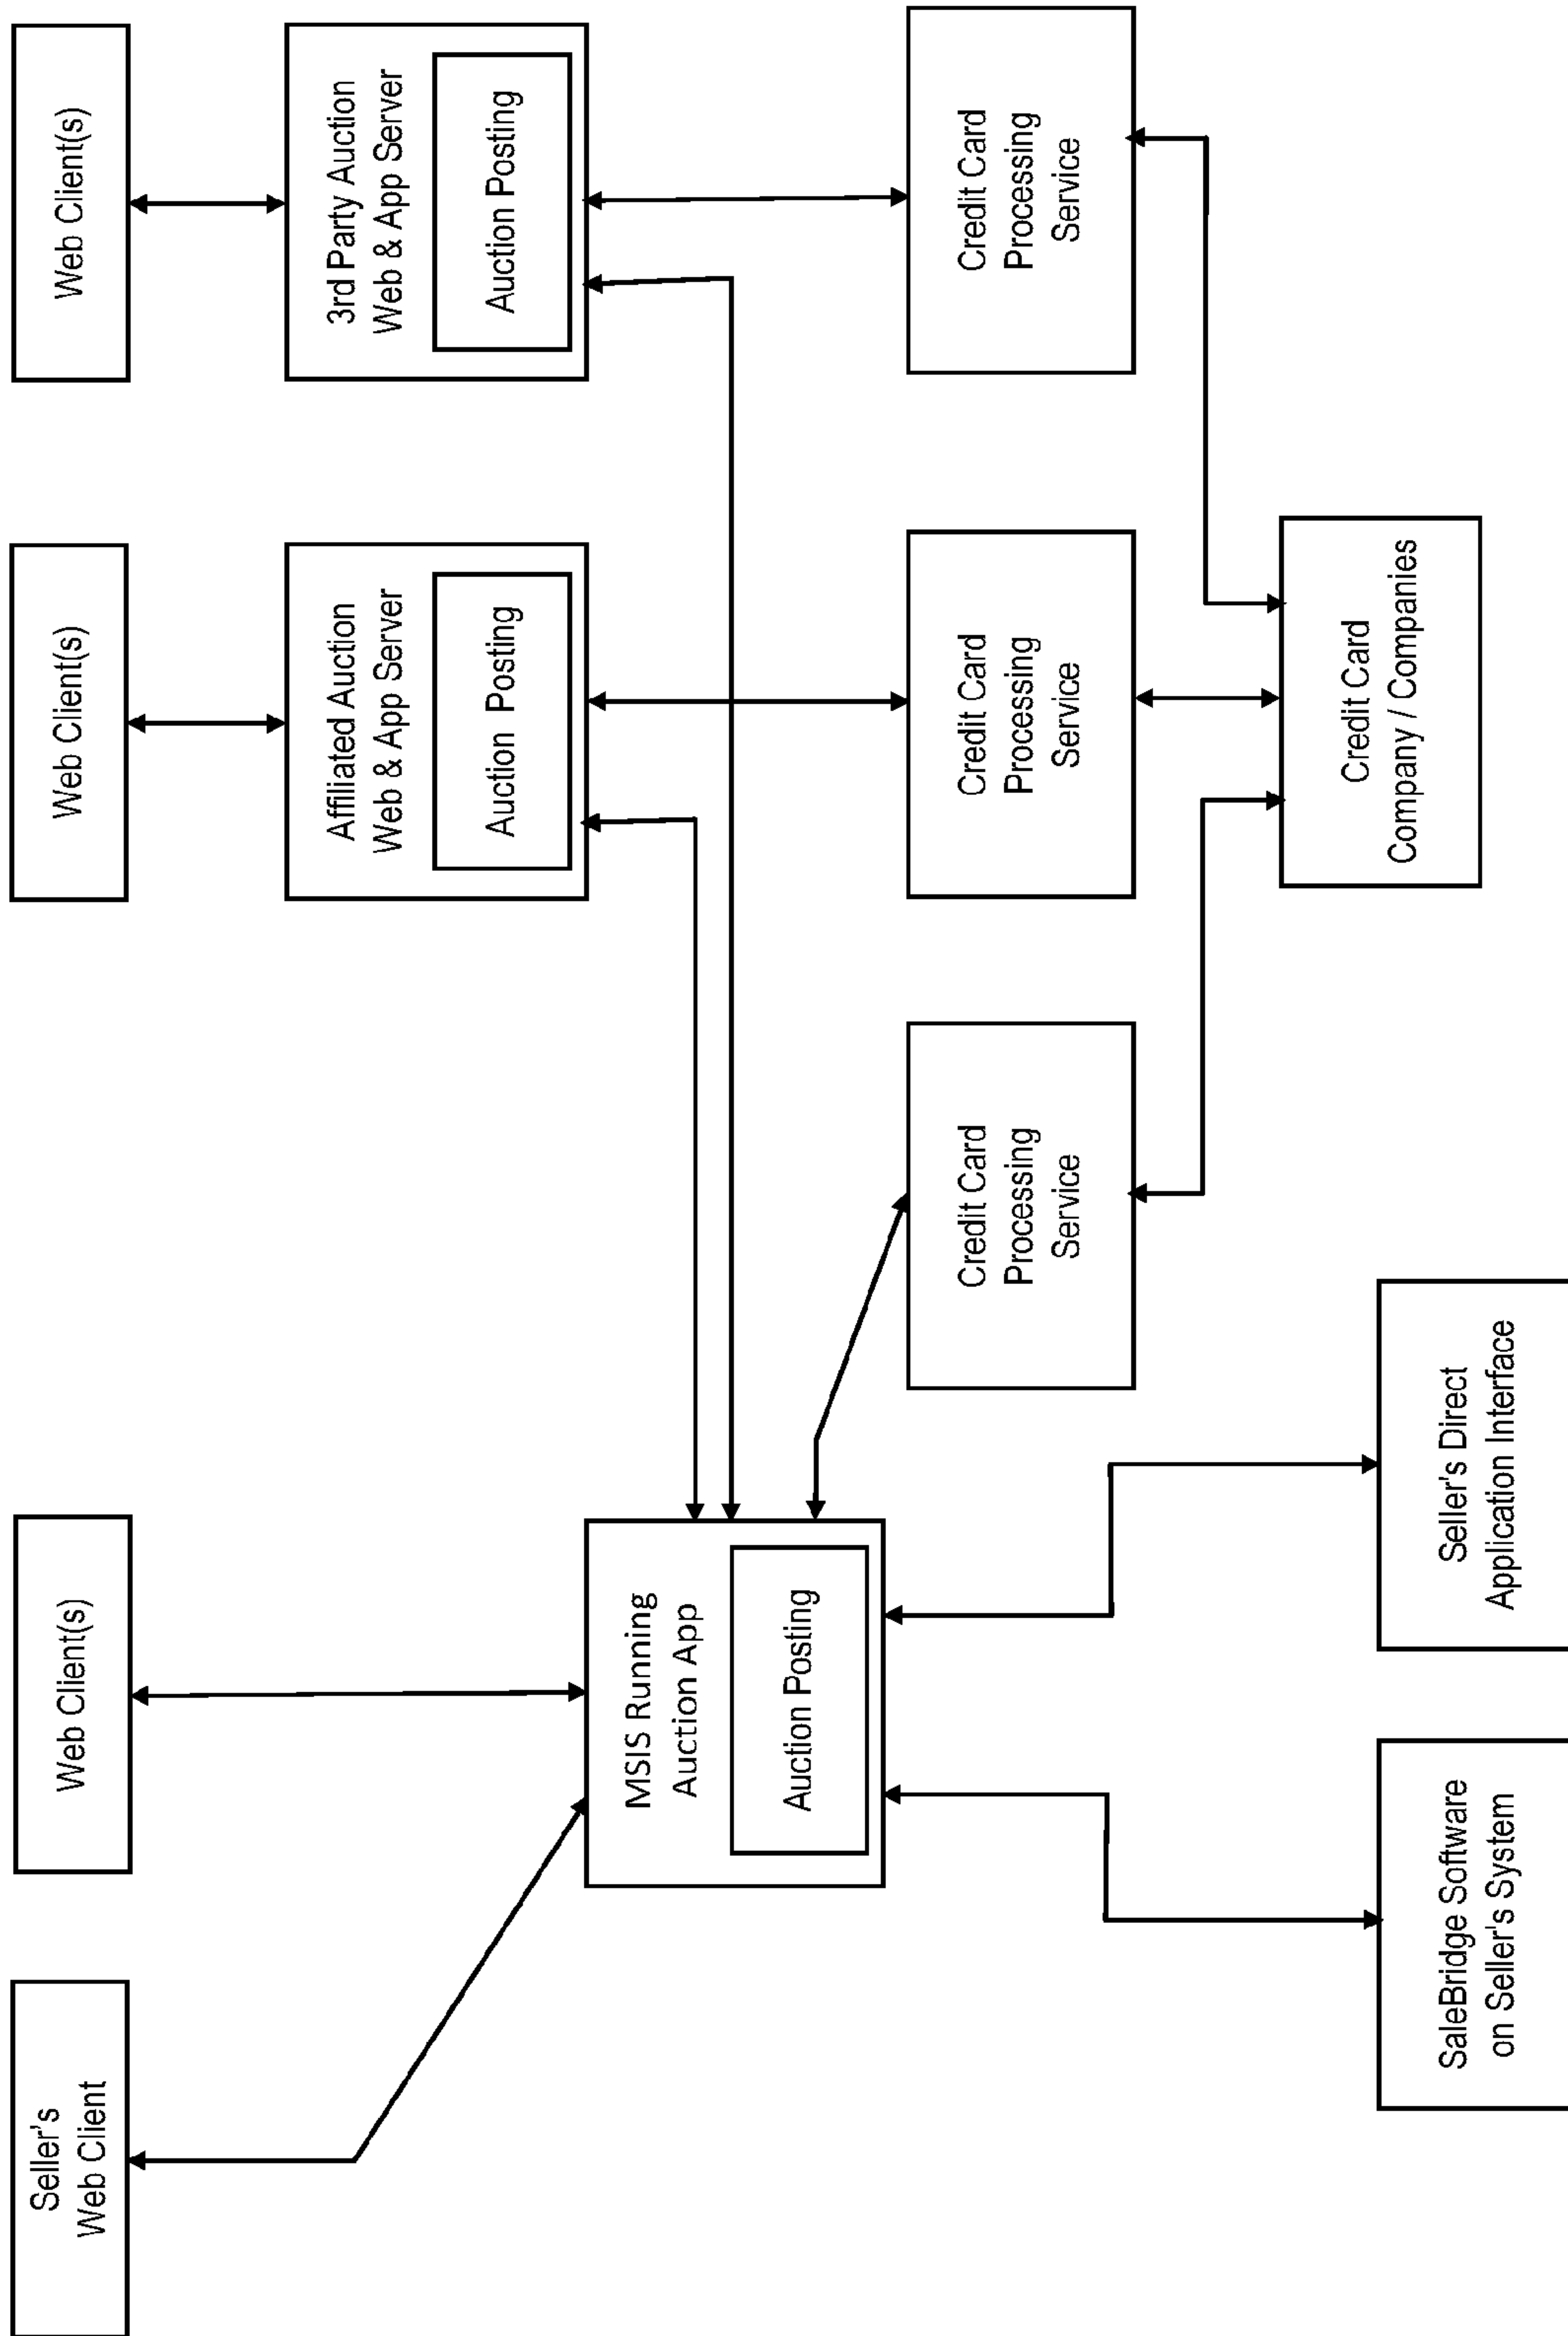 Seller's
Web Client
Web Client(s)
Web Client(s)
Web Client(s)
Affiliated Auction
Web & App Server
Auction Posting
3rd Party Auction
Web & App Server
Auction Posting
MSIS Running
Auction App
Auction Posting
Credit Card
Processing
Service
Credit Card
Processing
Service
Credit Card
Processing
Service
SaleBridge Software
on Seller's System
Seller's Direct
Application Interface
Credit Card
Company / Companies